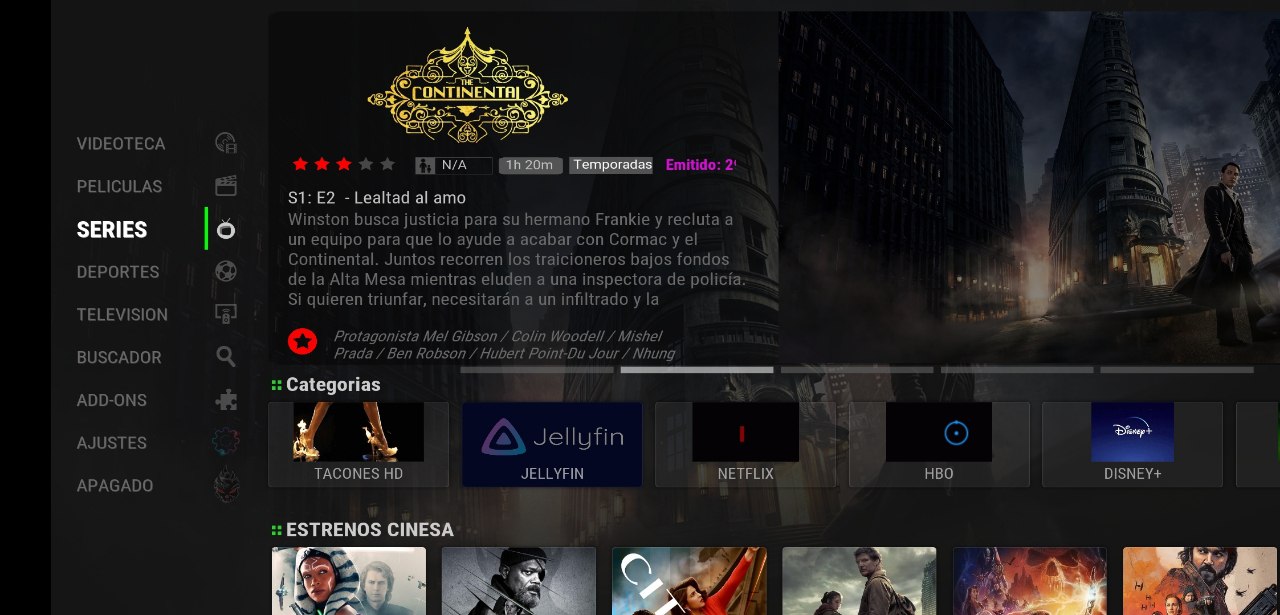 THE
CONTINENTAL
N/A
1h 20m
Temporadas
Emitido: 2
S1: E2 - Lealtad al amo
Winston busca justicia para su hermano Frankie y recluta a
un equipo para que lo ayude a acabar con Cormac y el
Continental. Juntos recorren los traicioneros bajos fondos
de la Alta Mesa mientras eluden a una inspectora de policía.
Si quieren triunfar, necesitarán a un infiltrado y la
Protagonista Mel Gibson / Colin Woodell / Mishel
Prada / Ben Robson / Hubert Point-Du Jour / Nhung
VIDEOTECA
PELICULAS
SERIES
DEPORTES
TELEVISION
BUSCADOR
ADD-ONS
AJUSTES
APAGADO
Categorias
Jellyfin
Disney+
TACONES HD
JELLYFIN
NETFLIX
HBO
DISNEY+
ESTRENOS CINESA
CIT